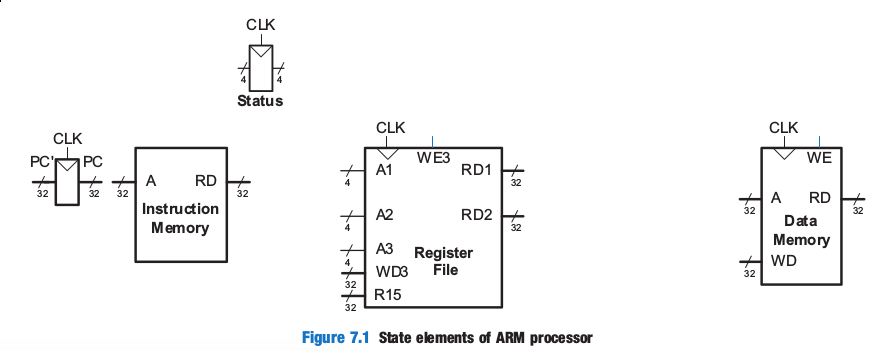 CLK
4 4
Status
CLK
PC' PC
32 32
A RD
32 32
Instruction
Memory
CLK
WE3
A1 RD1
4 32
A2 RD2
4 32
A3
4
WD3
32
R15
32
Register
File
CLK
WE
A RD
32 32
Data
Memory
WD
32
Figure 7.1 State elements of ARM processor